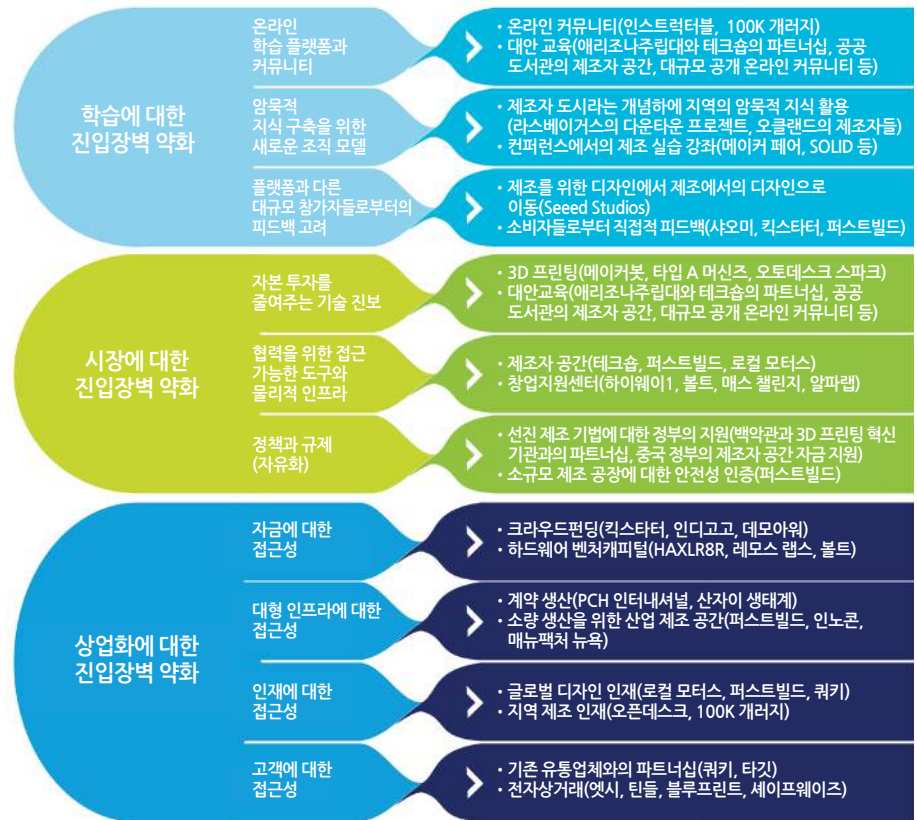 학습에 대한
진입장벽 약화
온라인
학습 플랫폼과
커뮤니티
• 온라인 커뮤니티(인스트럭터블, 100K 개러지)
• 대안 교육(애리조나주립대와 테크숍의 파트너십, 공공
도서관의 제조자 공간, 대규모 공개 온라인 커뮤니티 등)
암묵적
지식 구축을 위한
새로운 조직 모델
• 제조자 도시라는 개념하에 지역의 암묵적 지식 활용
(라스베이거스의 다운타운 프로젝트, 오클랜드의 제조자들)
• 컨퍼런스에서의 제조 실습 강좌(메이커 페어, SOLID 등)
플랫폼과 다른
대규모 참가자들로부터의
피드백 고려
• 제조를 위한 디자인에서 제조에서의 디자인으로
이동(Seeed Studios)
• 소비자들로부터 직접적 피드백(샤오미, 킥스타터, 퍼스트빌드)
시장에 대한
진입장벽 약화
자본 투자를
줄여주는 기술 진보
• 3D 프린팅(메이커봇, 타입 A 머신즈, 오토데스크 스파크)
• 대안교육(애리조나주립대와 테크숍의 파트너십, 공공
도서관의 제조자 공간, 대규모 공개 온라인 커뮤니티 등)
협력을 위한 접근
가능한 도구와
물리적 인프라
• 제조자 공간(테크숍, 퍼스트빌드, 로컬 모터스)
• 창업지원센터(하이웨이1, 볼트, 매스 챌린지, 알파랩)
정책과 규제
(자유화)
• 선진 제조 기법에 대한 정부의 지원(백악관과 3D 프린팅 혁신
기관과의 파트너십, 중국 정부의 제조자 공간 자금 지원)
• 소규모 제조 공장에 대한 안전성 인증(퍼스트빌드)
상업화에 대한
진입장벽 약화
자금에 대한
접근성
• 크라우드펀딩(킥스타터, 인디고고, 데모아워)
• 하드웨어 벤처캐피털(HAXLR8R, 레모스 랩스, 볼트)
대형 인프라에 대한
접근성
• 계약 생산(PCH 인터내셔널, 산자이 생태계)
• 소량 생산을 위한 산업 제조 공간(퍼스트빌드, 인노콘,
매뉴팩처 뉴욕)
인재에 대한
접근성
• 글로벌 디자인 인재(로컬 모터스, 퍼스트빌드, 쿼키)
• 지역 제조 인재(오픈데스크, 100K 개러지)
고객에 대한
접근성
• 기존 유통업체와의 파트너십(쿼키, 타깃)
• 전자상거래(엣시, 틴들, 블루프린트, 셰이프웨이즈)